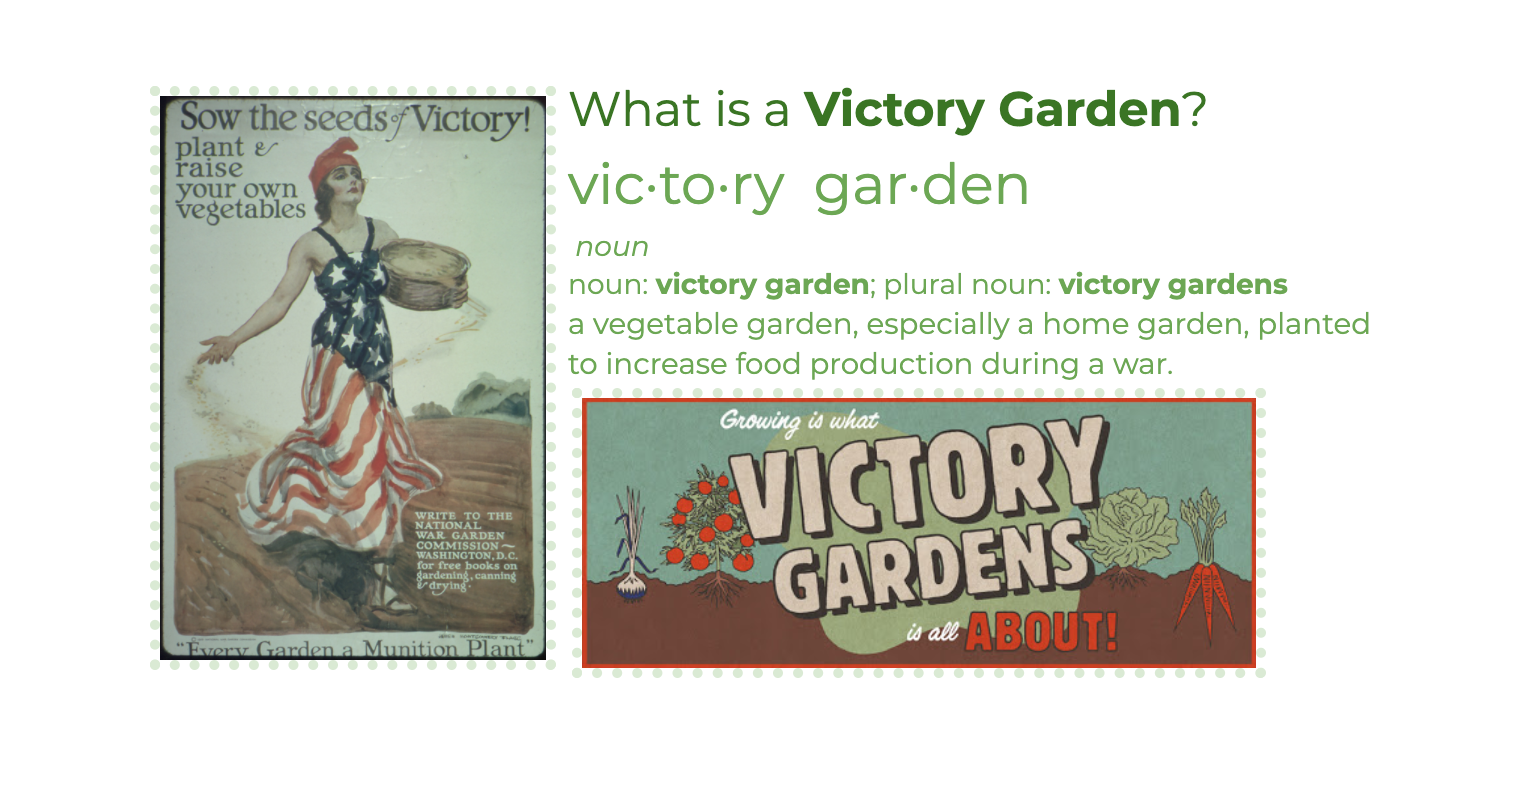 Sow the seeds of Victory!
plant &
raise
your own
vegetables
WRITE TO THE
NATIONAL
WAR GARDEN
COMMISSION ~
WASHINGTON, D.C.
for free books on
gardening, canning
& drying.
"Every Garden a Munition Plant"
What is a Victory Garden?
vic·to·ry gar·den
noun
noun: victory garden; plural noun: victory gardens
a vegetable garden, especially a home garden, planted
to increase food production during a war.
Growing is what
VICTORY
GARDENS
is all ABOUT!